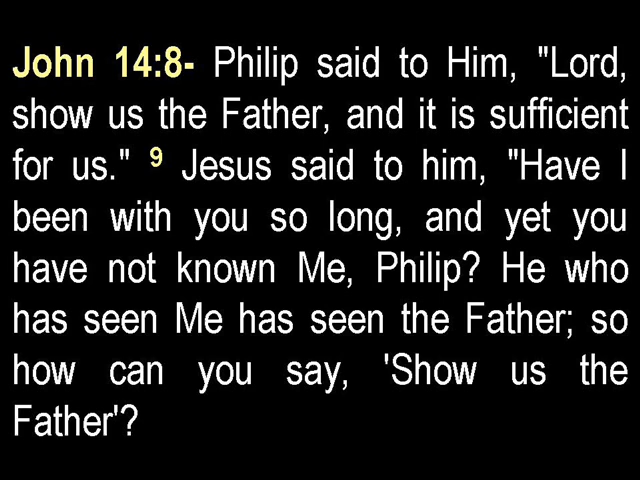 John 14:8- Philip said to Him, "Lord,
show us the Father, and it is sufficient
for us." 9 Jesus said to him, "Have I
been with you so long, and yet you
have not known Me, Philip? He who
has seen Me has seen the Father; so
how can you say, 'Show us the
Father'?